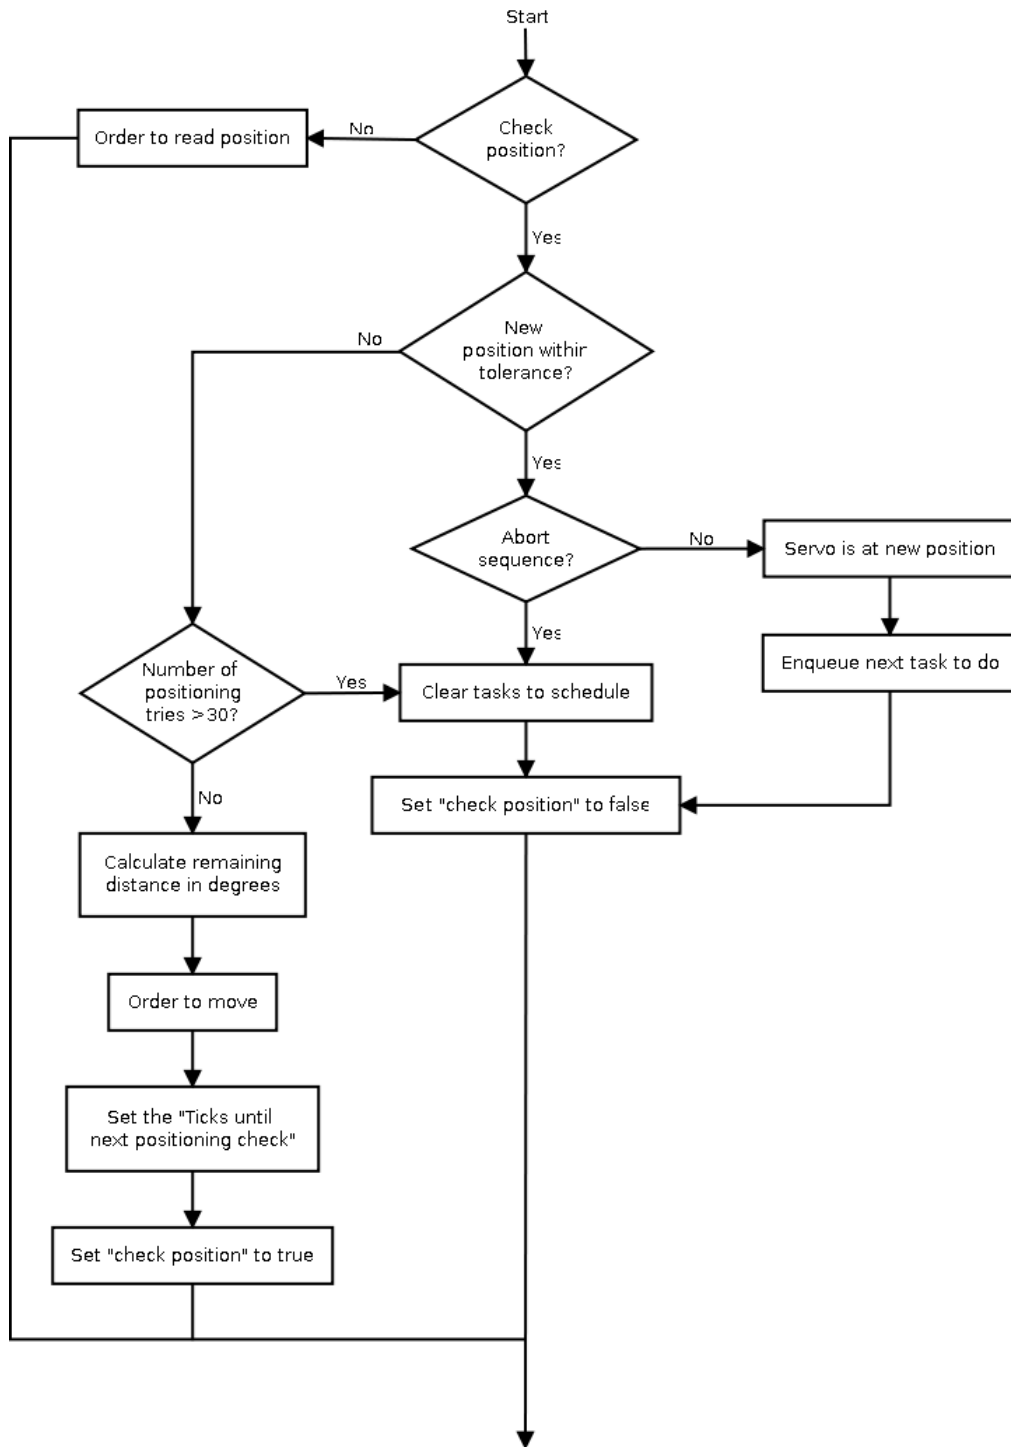 Start
Check
position?
No
Order to read position
Yes
New
position within
tolerance?
No
Yes
Abort
sequence?
No
Servo is at new position
Yes
Enqueue next task to do
Number of
positioning
tries >30?
Yes
Clear tasks to schedule
No
Set "check position" to false
Calculate remaining
distance in degrees
Order to move
Set the "Ticks until
next positioning check"
Set "check position" to true